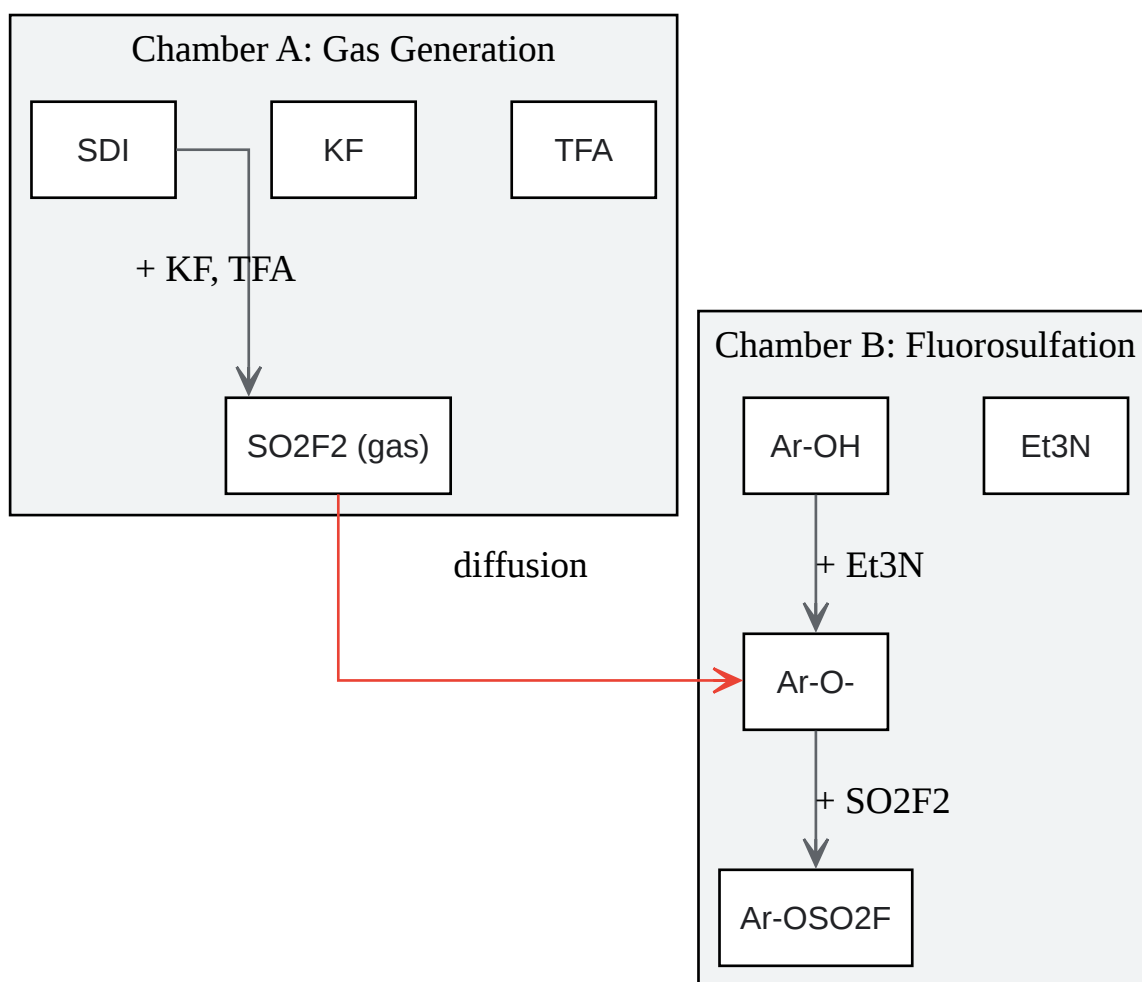 Chamber A: Gas Generation
SDI
KF
TFA
+ KF, TFA
SO2F2 (gas)
diffusion
Chamber B: Fluorosulfation
Ar-OH
Et3N
+ Et3N
Ar-O-
+ SO2F2
Ar-OSO2F